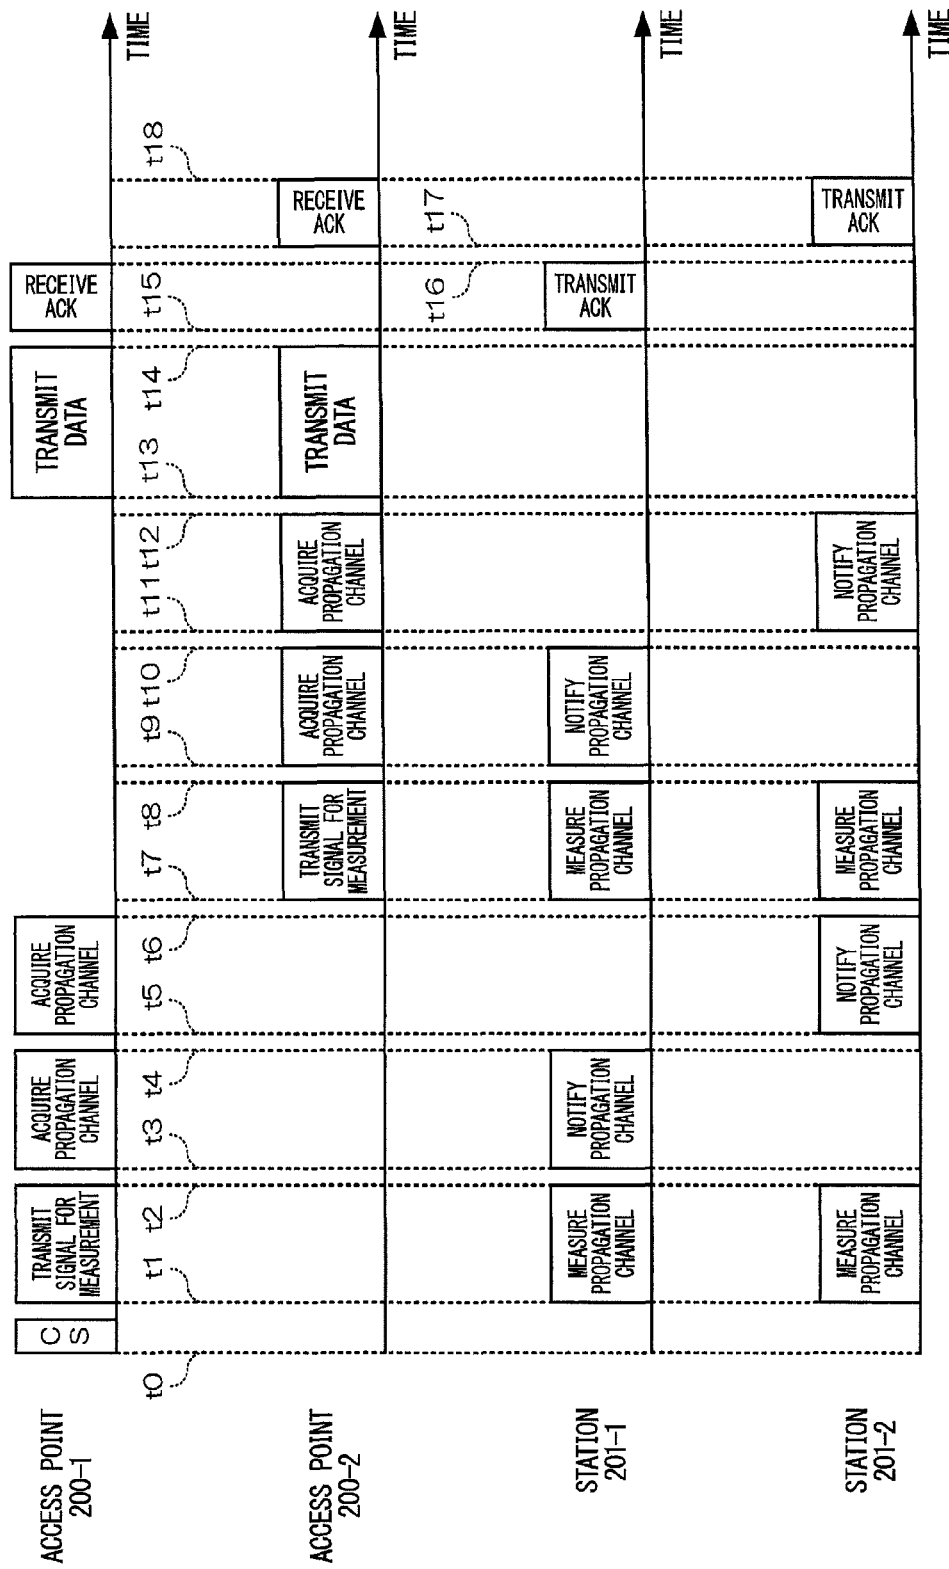 ACCESS POINT
200-1
C
S
TRANSMIT
SIGNAL FOR
MEASUREMENT
ACQUIRE
PROPAGATION
CHANNEL
ACQUIRE
PROPAGATION
CHANNEL
TRANSMIT
DATA
RECEIVE
ACK
TIME
t0
t1
t2
t3
t4
t5
t6
t7
t8
t9
t10
t11
t12
t13
t14
t15
t18
ACCESS POINT
200-2
TRANSMIT
SIGNAL FOR
MEASUREMENT
ACQUIRE
PROPAGATION
CHANNEL
ACQUIRE
PROPAGATION
CHANNEL
TRANSMIT
DATA
RECEIVE
ACK
TIME
t16
t17
STATION
201-1
MEASURE
PROPAGATION
CHANNEL
NOTIFY
PROPAGATION
CHANNEL
MEASURE
PROPAGATION
CHANNEL
NOTIFY
PROPAGATION
CHANNEL
TRANSMIT
ACK
TIME
STATION
201-2
MEASURE
PROPAGATION
CHANNEL
NOTIFY
PROPAGATION
CHANNEL
MEASURE
PROPAGATION
CHANNEL
NOTIFY
PROPAGATION
CHANNEL
TRANSMIT
ACK
TIME